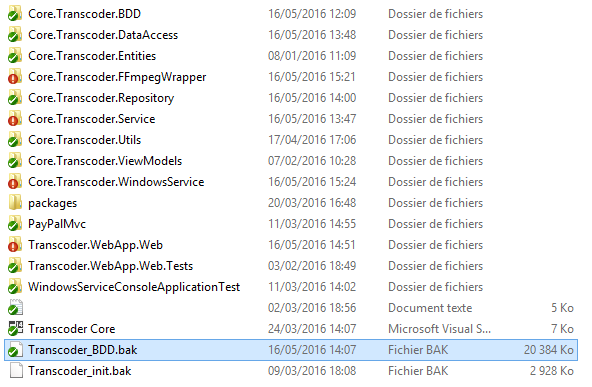 Core.Transcoder.BDD 16/05/2016 12:09 Dossier de fichiers
Core.Transcoder.DataAccess 16/05/2016 13:48 Dossier de fichiers
Core.Transcoder.Entities 08/01/2016 11:09 Dossier de fichiers
Core.Transcoder.FFmpegWrapper 16/05/2016 15:21 Dossier de fichiers
Core.Transcoder.Repository 16/05/2016 14:00 Dossier de fichiers
Core.Transcoder.Service 16/05/2016 13:47 Dossier de fichiers
Core.Transcoder.Utils 17/04/2016 17:06 Dossier de fichiers
Core.Transcoder.ViewModels 07/02/2016 10:28 Dossier de fichiers
Core.Transcoder.WindowsService 16/05/2016 15:24 Dossier de fichiers
packages 20/03/2016 16:48 Dossier de fichiers
PayPalMvc 11/03/2016 14:55 Dossier de fichiers
Transcoder.WebApp.Web 16/05/2016 14:51 Dossier de fichiers
Transcoder.WebApp.Web.Tests 03/02/2016 18:49 Dossier de fichiers
WindowsServiceConsoleApplicationTest 11/03/2016 14:02 Dossier de fichiers
02/03/2016 18:56 Document texte 5 Ko
Transcoder Core 24/03/2016 14:07 Microsoft Visual S... 7 Ko
Transcoder_BDD.bak 16/05/2016 14:07 Fichier BAK 20 384 Ko
Transcoder_init.bak 09/03/2016 18:08 Fichier BAK 2 928 Ko